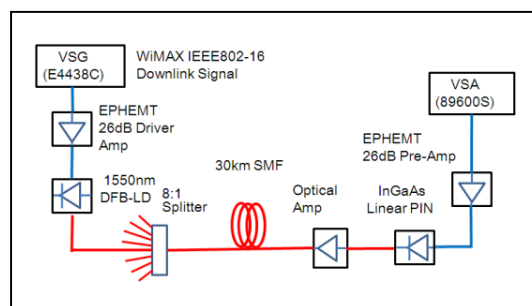 VSG
(E4438C)
WiMAX IEEE802-16
Downlink Signal
VSA
(89600S)
EPHEMT
26dB Driver
Amp
EPHEMT
26dB Pre-Amp
30km SMF
1550nm
DFB-LD
8:1
Splitter
Optical
Amp
InGaAs
Linear PIN